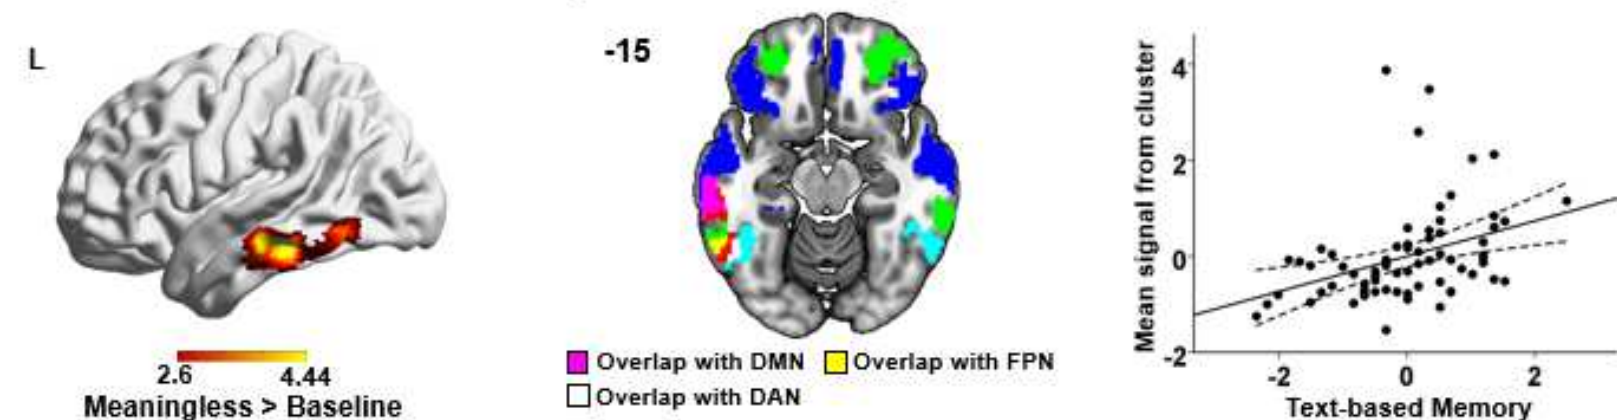 L
2.6 4.44
Meaningless > Baseline
-15
Overlap with DMN
Overlap with FPN
Overlap with DAN
Mean signal from cluster
4
2
0
-2
-2 0 2
Text-based Memory